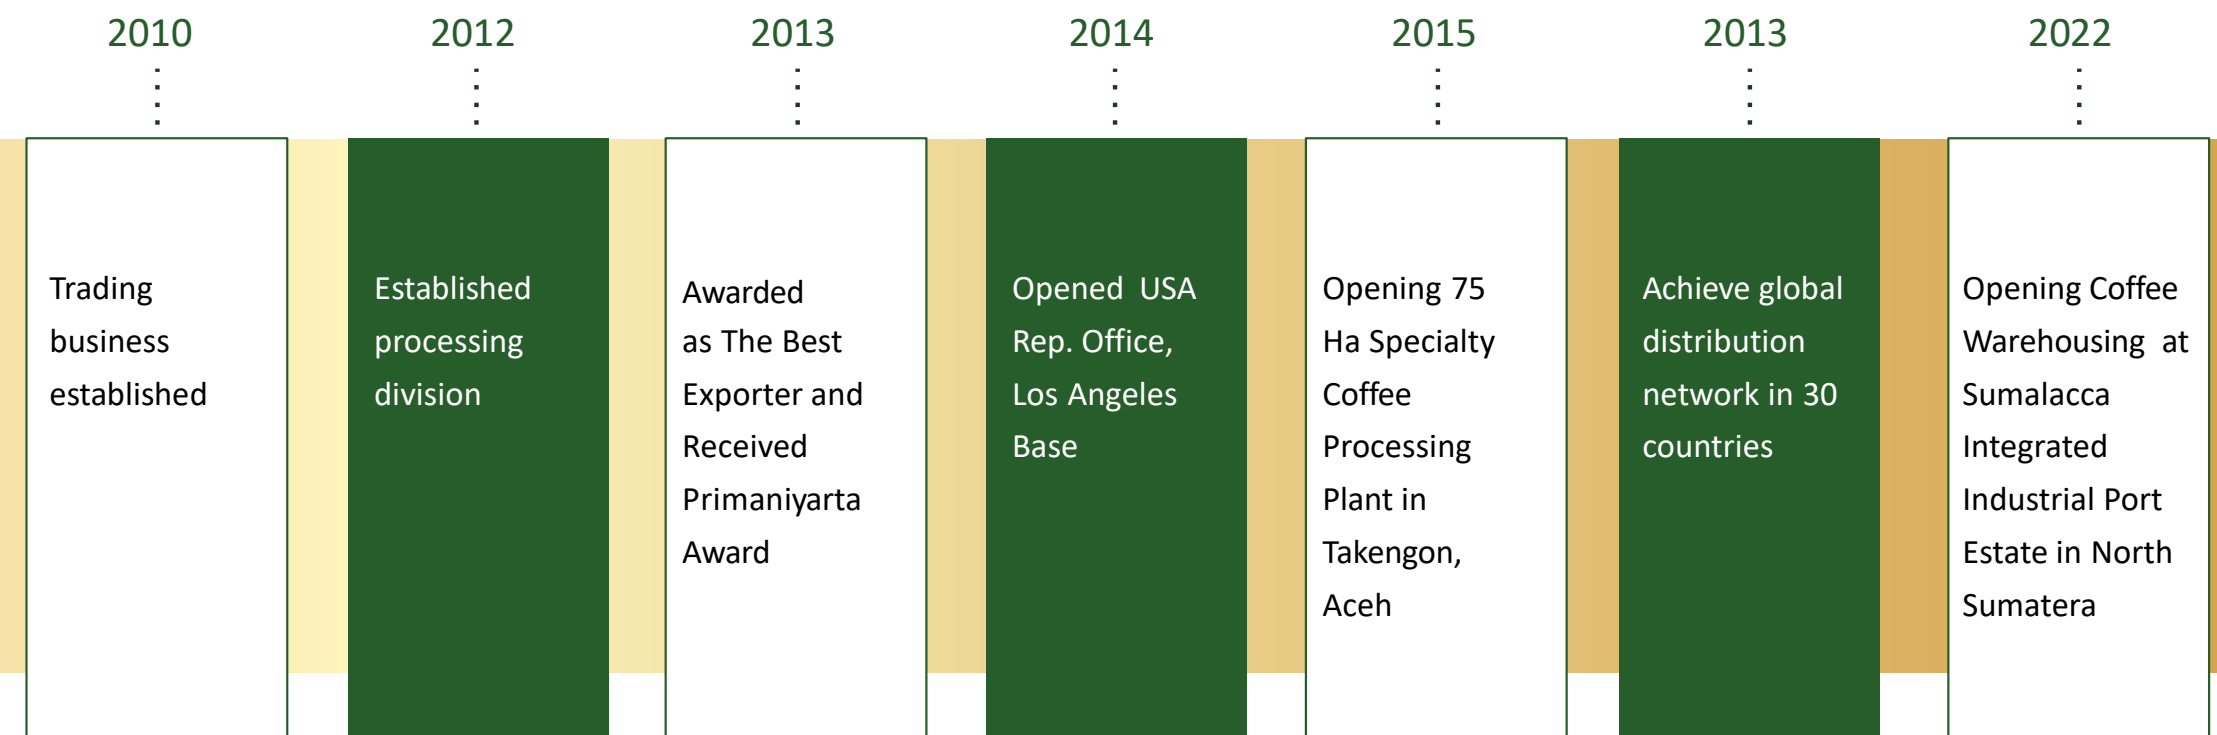 2010
Trading
business
established
2012
Established
processing
division
2013
Awarded
as The Best
Exporter and
Received
Primaniyarta
Award
2014
Opened USA
Rep. Office,
Los Angeles
Base
2015
Opening 75
Ha Specialty
Coffee
Processing
Plant in
Takengon,
Aceh
2013
Achieve global
distribution
network in 30
countries
2022
Opening Coffee
Warehousing at
Sumalacca
Integrated
Industrial Port
Estate in North
Sumatera